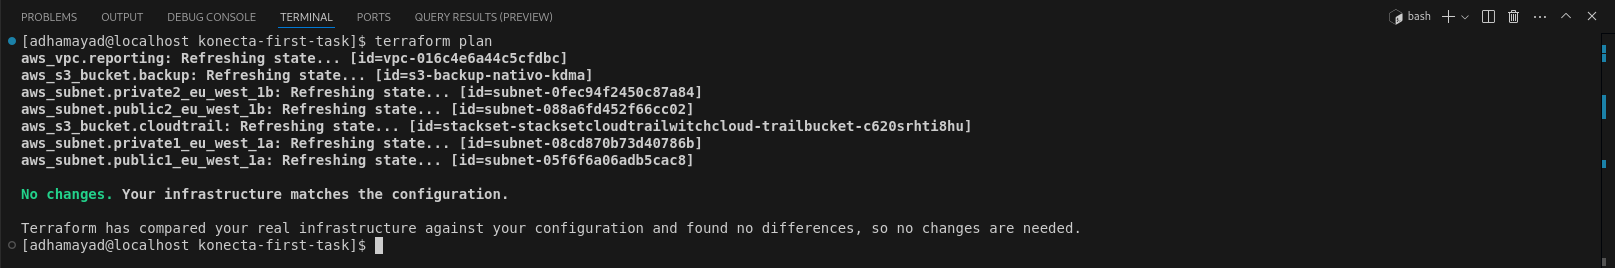 PROBLEMS OUTPUT DEBUG CONSOLE TERMINAL PORTS QUERY RESULTS (PREVIEW) bash
[adhamayad@localhost konecta-first-task]$ terraform plan
aws_vpc.reporting: Refreshing state... [id=vpc-016c4e6a44c5cfdbc]
aws_s3_bucket.backup: Refreshing state... [id=s3-backup-nativo-kdma]
aws_subnet.private2_eu_west_1b: Refreshing state... [id=subnet-0fec94f2450c87a84]
aws_subnet.public2_eu_west_1b: Refreshing state... [id=subnet-088a6fd452f66cc02]
aws_s3_bucket.cloudtrail: Refreshing state... [id=stackset-stacksetcloudtrailwitchcloud-trailbucket-c620srhti8hu]
aws_subnet.private1_eu_west_1a: Refreshing state... [id=subnet-08cd870b73d40786b]
aws_subnet.public1_eu_west_1a: Refreshing state... [id=subnet-05f6f6a06adb5cac8]
No changes. Your infrastructure matches the configuration.
Terraform has compared your real infrastructure against your configuration and found no differences, so no changes are needed.
[adhamayad@localhost konecta-first-task]$